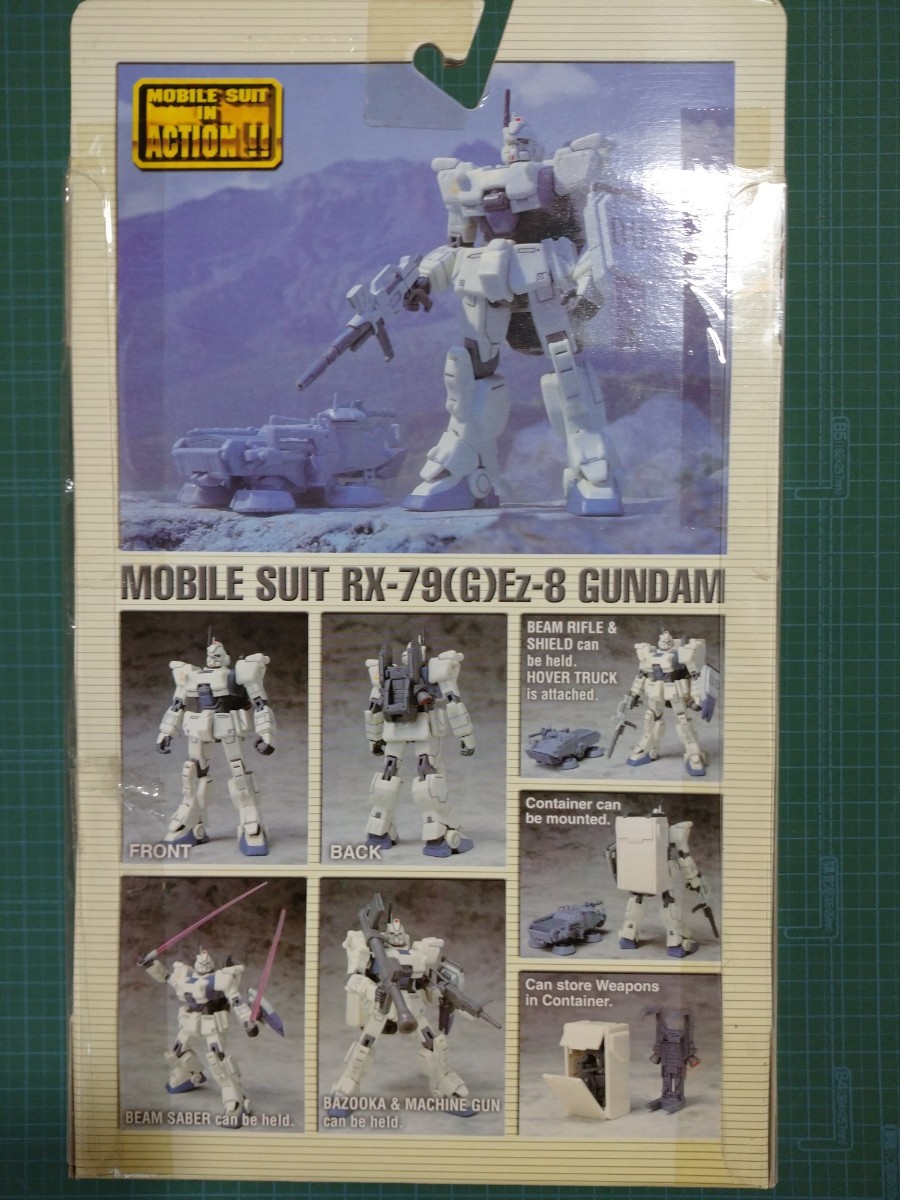 MOBILE SUIT
IN
ACTION!!
MOBILE SUIT RX-79(G)Ez-8 GUNDAM
FRONT
BACK
BEAM RIFLE &
SHIELD can
be held.
HOVER TRUCK
is attached.
Container can
be mounted.
BEAM SABER can be held.
BAZOOKA & MACHINE GUN
can be held.
Can store Weapons
in Container.